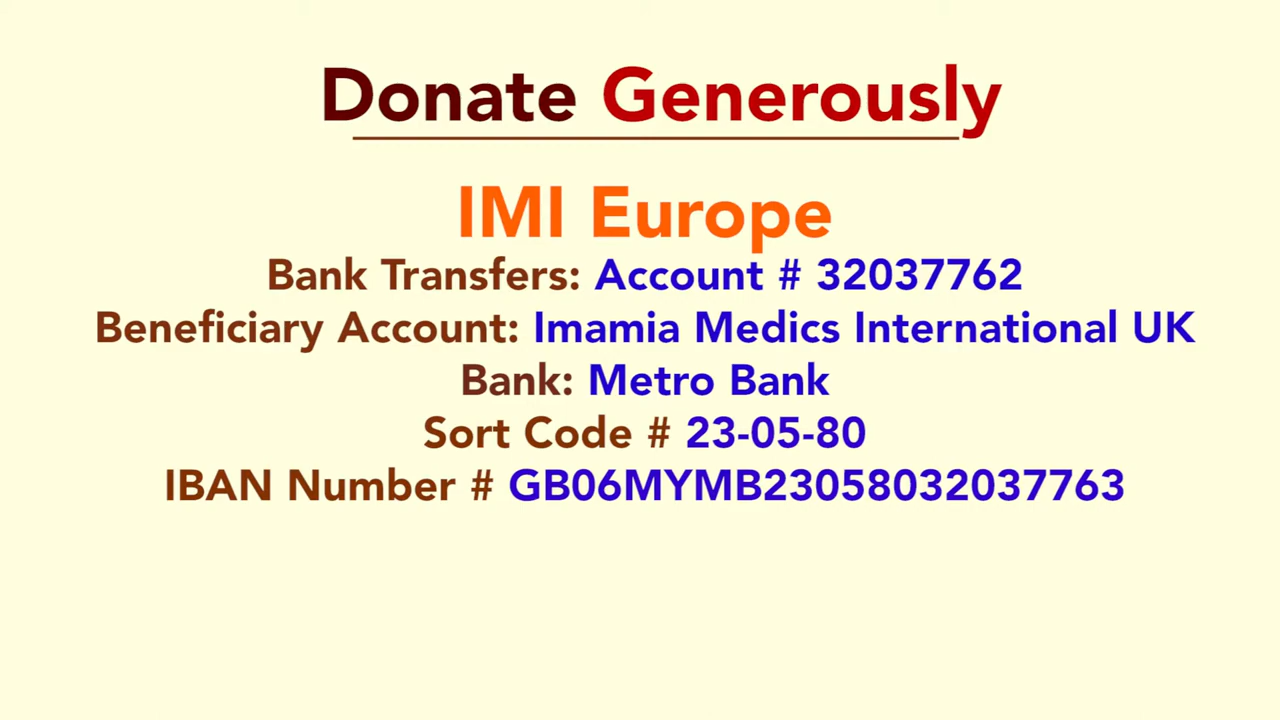 Donate Generously
IMI Europe
Bank Transfers: Account # 32037762
Beneficiary Account: Imamia Medics International UK
Bank: Metro Bank
Sort Code # 23-05-80
IBAN Number # GB06MYMB23058032037763